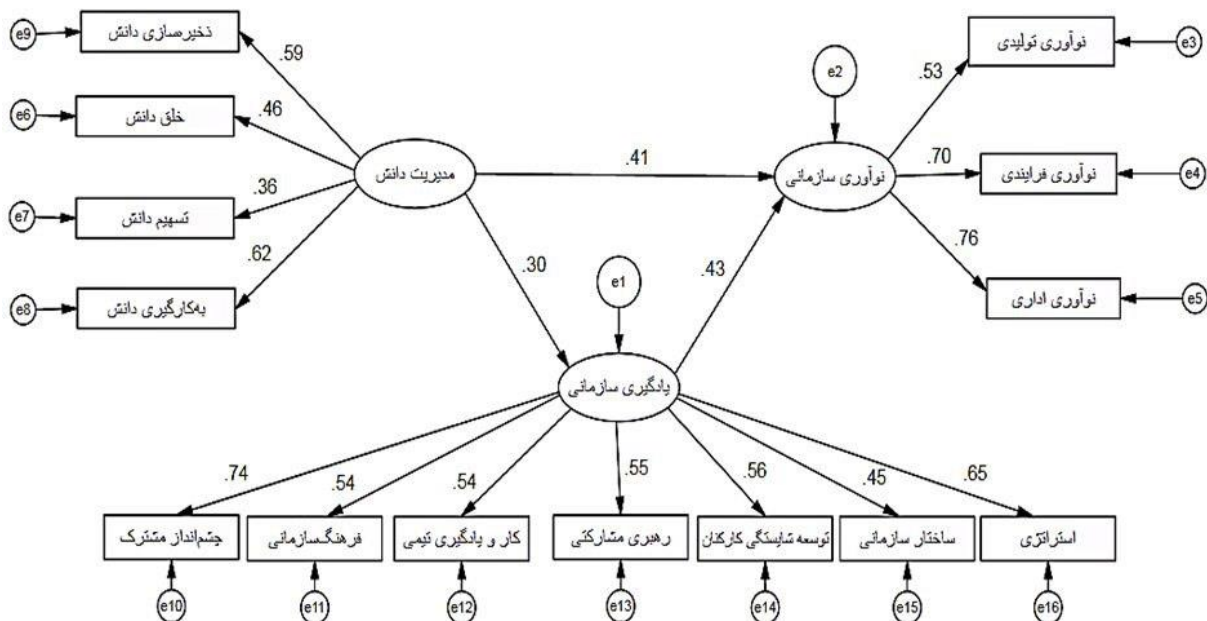 e9
ذخیره‌سازی دانش
.59
نوآوری تولیدی
e3
e2
.53
e6
خلق دانش
.46
مدیریت دانش
.41
نوآوری سازمانی
.70
نوآوری فرایندی
e4
e7
تسهیم دانش
.36
.76
.62
.30
.43
e1
e8
به‌کارگیری دانش
نوآوری اداری
e5
یادگیری سازمانی
.74
.54
.54
.55
.56
.45
.65
چشم‌انداز مشترک
فرهنگ‌سازمانی
کار و یادگیری تیمی
رهبری مشارکتی
توسعه شایستگی کارکنان
ساختار سازمانی
استراتژی
e10
e11
e12
e13
e14
e15
e16